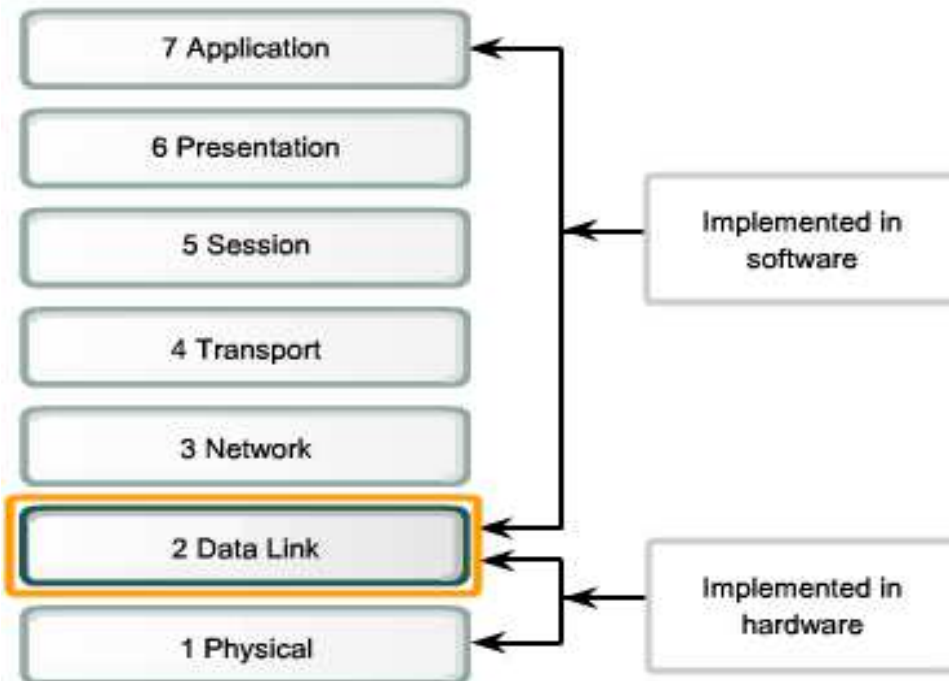 7 Application
6 Presentation
5 Session
4 Transport
3 Network
2 Data Link
1 Physical
Implemented in
software
Implemented in
hardware